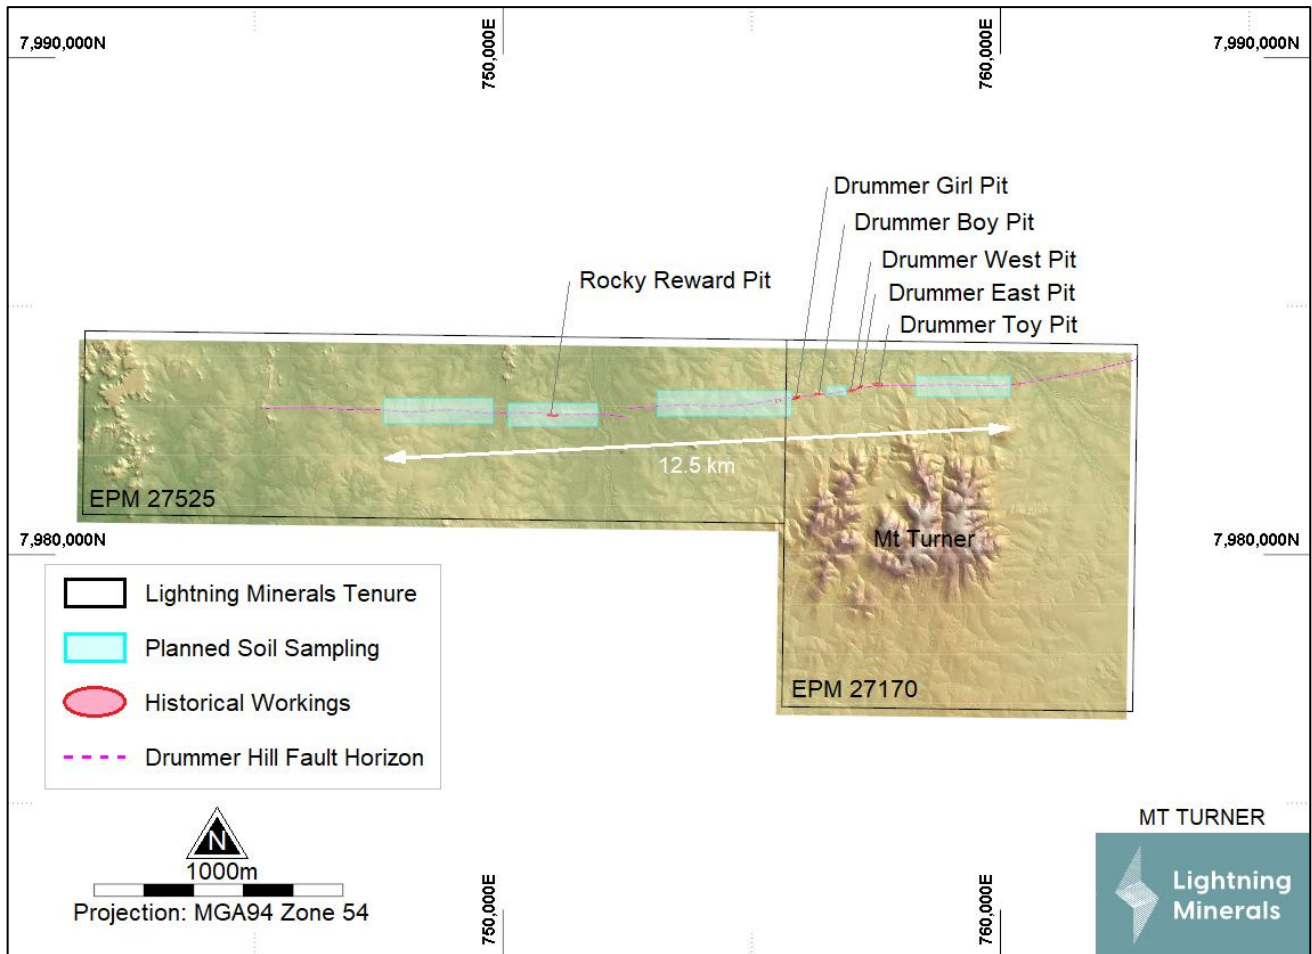 7,990,000N
750,000E
760,000E
7,990,000N
Drummer Girl Pit
Drummer Boy Pit
Drummer West Pit
Rocky Reward Pit
Drummer East Pit
Drummer Toy Pit
12.5 km
EPM 27525
Mt Turner
7,980,000N
7,980,000N
Lightning Minerals Tenure
Planned Soil Sampling
Historical Workings
Drummer Hill Fault Horizon
EPM 27170
N
1000m
Projection: MGA94 Zone 54
750,000E
760,000E
MT TURNER
Lightning
Minerals